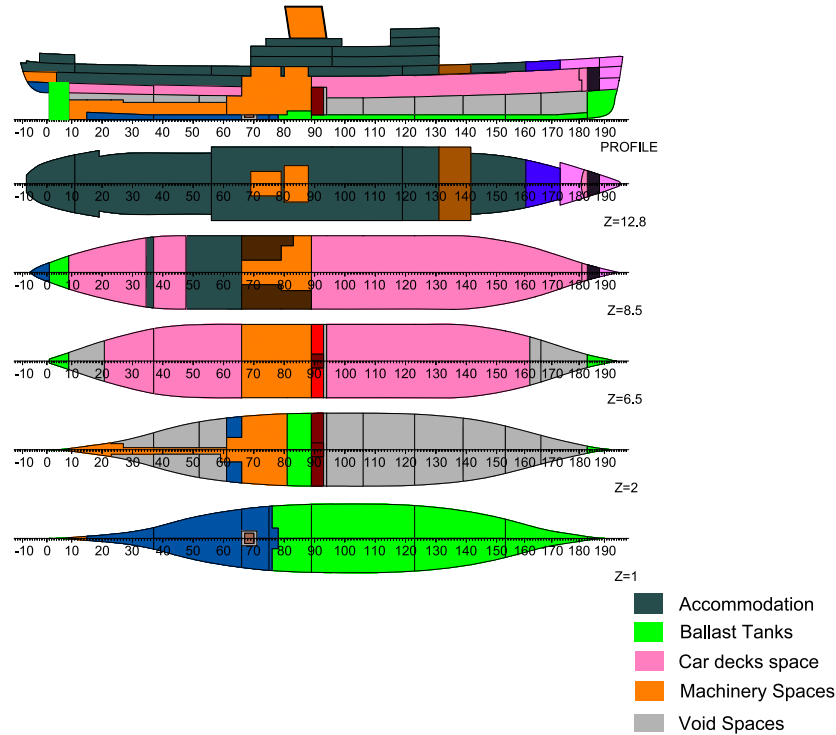 -10 0 10 20 30 40 50 60 70 80 90 100 110 120 130 140 150 160 170 180 190
PROFILE
-10 0 10 20 30 40 50 60 70 80 90 100 110 120 130 140 150 160 170 180 190
Z=12.8
-10 0 10 20 30 40 50 60 70 80 90 100 110 120 130 140 150 160 170 180 190
Z=8.5
-10 0 10 20 30 40 50 60 70 80 90 100 110 120 130 140 150 160 170 180 190
Z=6.5
-10 0 10 20 30 40 50 60 70 80 90 100 110 120 130 140 150 160 170 180 190
Z=2
-10 0 10 20 30 40 50 60 70 80 90 100 110 120 130 140 150 160 170 180 190
Z=1
Accommodation
Ballast Tanks
Car decks space
Machinery Spaces
Void Spaces